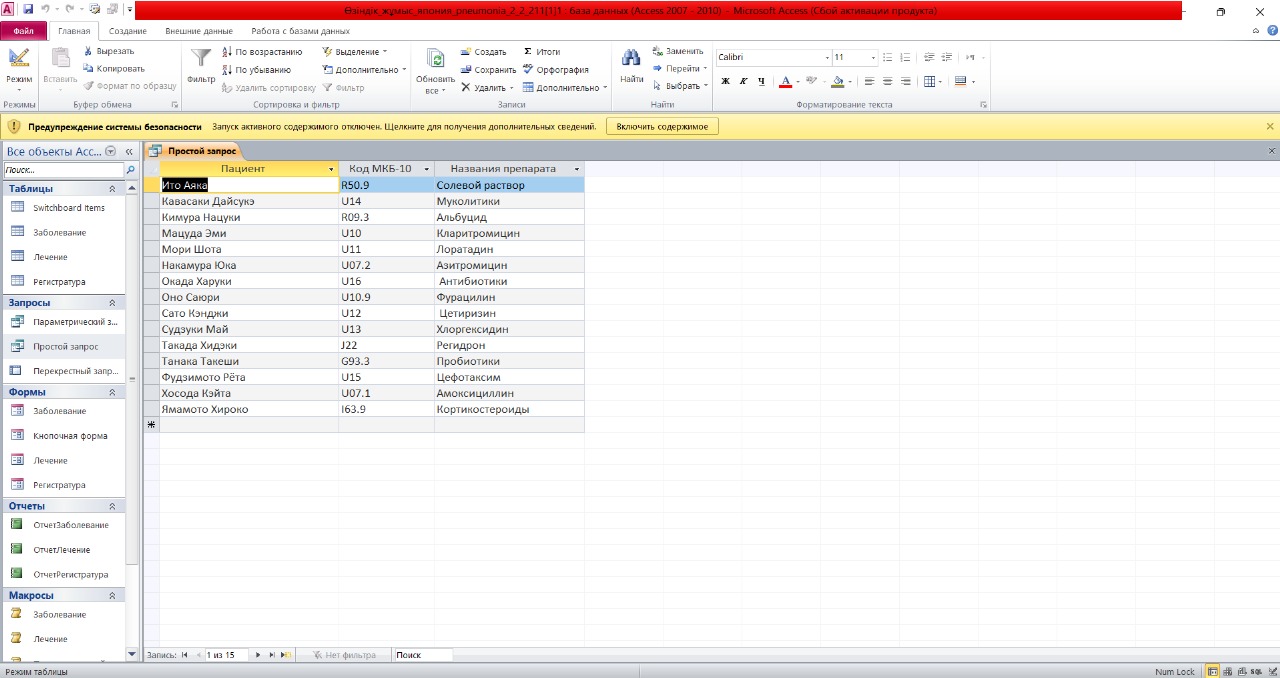 Өзіндік жұмыс_япония_pneumonia_2_2_211[1]1 : база данных (Access 2007 - 2010) - Microsoft Access (Сбой активации продукта)
Файл Главная Создание Внешние данные Работа с базами данных
Режим
Режимы
Вставить
Вырезать
Копировать
Формат по образцу
Буфер обмена
Фильтр
По возрастанию
По убыванию
Удалить сортировку
Выделение
Дополнительно
Фильтр
Сортировка и фильтр
Обновить все
Создать
Сохранить
Удалить
Итоги
Орфография
Дополнительно
Записи
Найти
Заменить
Перейти
Выбрать
Найти
Calibri 11
Ж К Ч
Форматирование текста
Предупреждение системы безопасности Запуск активного содержимого отключен. Щелкните для получения дополнительных сведений. Включить содержимое
Все объекты Acc...
Поиск...
Таблицы
Switchboard Items
Заболевание
Лечение
Регистратура
Запросы
Параметрический з...
Простой запрос
Перекрестный запр...
Формы
Заболевание
Кнопочная форма
Лечение
Регистратура
Отчеты
ОтчетЗаболевание
ОтчетЛечение
ОтчетРегистратура
Макросы
Заболевание
Лечение
Простой запрос
Пациент Код МКБ-10 Названия препарата
Ито Аяка R50.9 Солевой раствор
Кавасаки Дайсукэ U14 Муколитики
Кимура Нацуки R09.3 Альбуцид
Мацуда Эми U10 Кларитромицин
Мори Шота U11 Лоратадин
Накамура Юка U07.2 Азитромицин
Окада Харуки U16 Антибиотики
Оно Саюри U10.9 Фурацилин
Сато Кэнджи U12 Цетиризин
Судзуки Май U13 Хлоргексидин
Такада Хидэки J22 Регидрон
Танака Такеши G93.3 Пробиотики
Фудзимото Рёта U15 Цефотаксим
Хосода Кэйта U07.1 Амоксициллин
Ямамото Хироко I63.9 Кортикостероиды
Запись: 1 из 15 Нет фильтра Поиск
Режим таблицы Num Lock